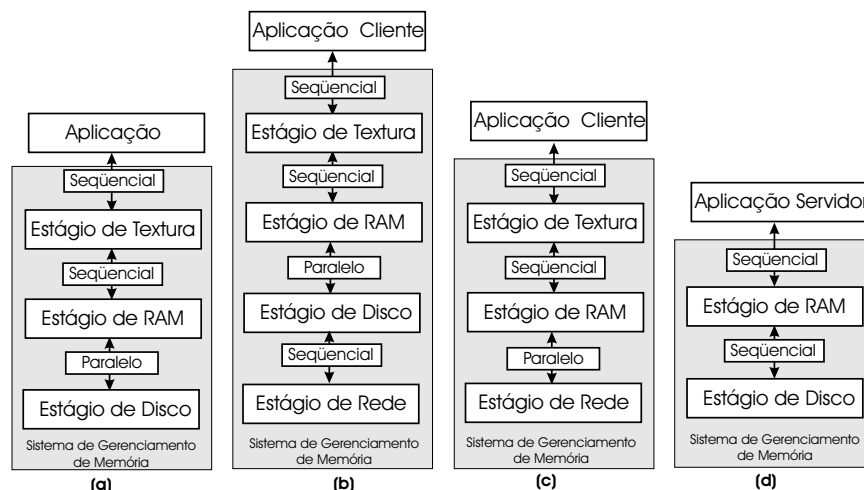 Aplicação
Seqüencial
Estágio de Textura
Seqüencial
Estágio de RAM
Paralelo
Estágio de Disco
Sistema de Gerenciamento
de Memória
(a)
Aplicação Cliente
Seqüencial
Estágio de Textura
Seqüencial
Estágio de RAM
Paralelo
Estágio de Disco
Seqüencial
Estágio de Rede
Sistema de Gerenciamento
de Memória
(b)
Aplicação Cliente
Seqüencial
Estágio de Textura
Seqüencial
Estágio de RAM
Paralelo
Estágio de Rede
Sistema de Gerenciamento
de Memória
(c)
Aplicação Servidor
Seqüencial
Estágio de RAM
Seqüencial
Estágio de Disco
Sistema de Gerenciamento
de Memória
(d)